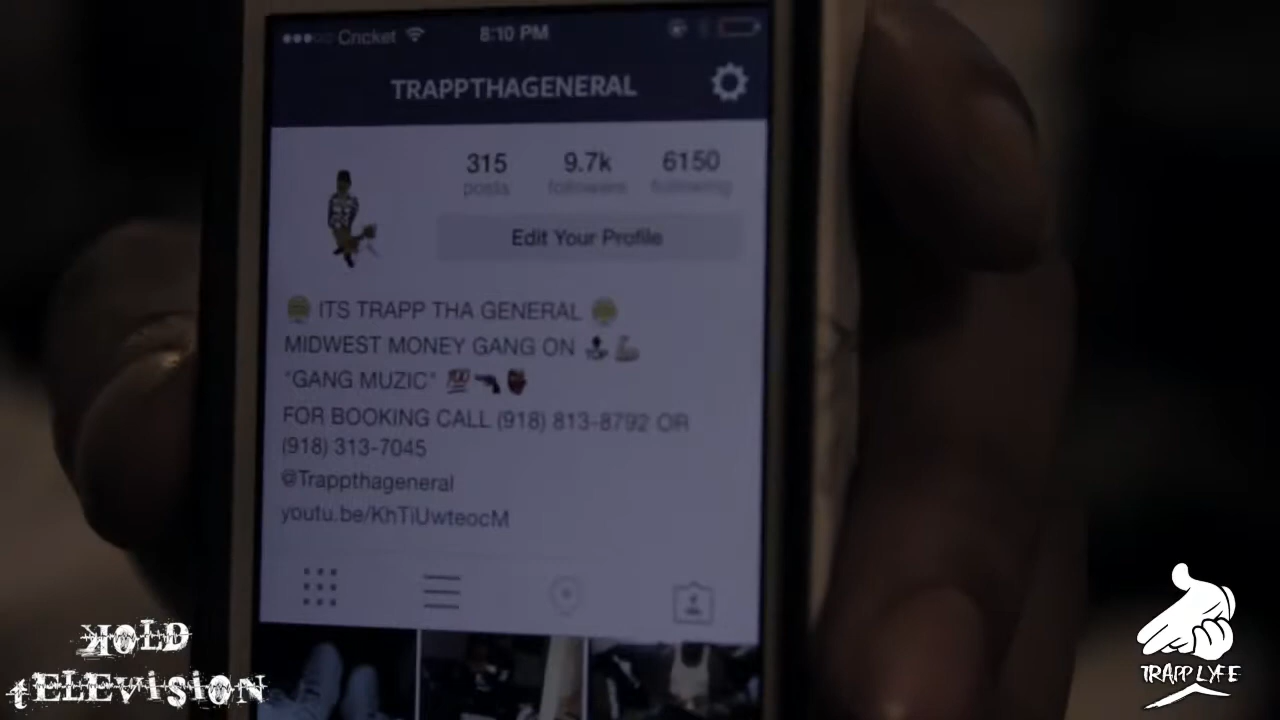 Cricket 8:10 PM
TRAPPTHAGENERAL
315 9.7k 6150
posts followers following
Edit Your Profile
ITS TRAPP THA GENERAL
MIDWEST MONEY GANG ON 🔝💪
"GANG MUZIC" 💯🔫
FOR BOOKING CALL (918) 813-8792 OR
(918) 313-7045
@Trappthageneral
youtu.be/KhTiUwteocM
KOLD
tELEViSiON
TRAPP LYFE